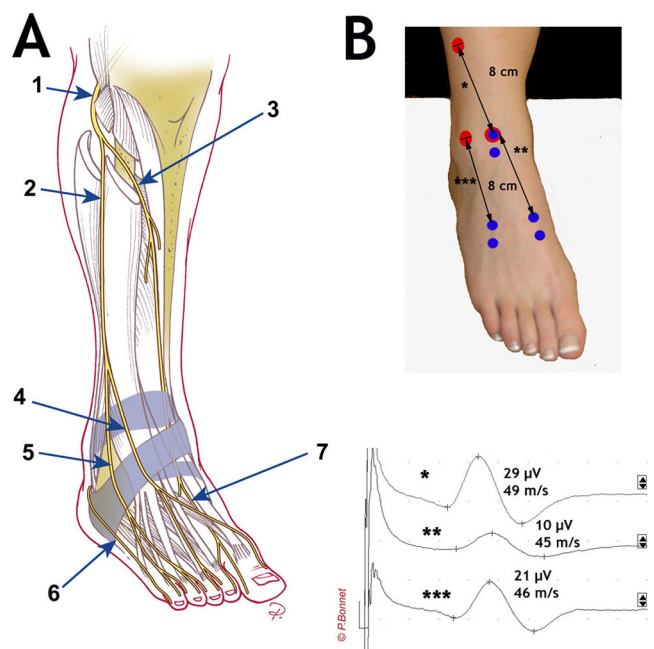 A
1
2
3
4
5
6
7
B
8 cm
*
**
***
8 cm
*
29 µV
49 m/s
**
10 µV
45 m/s
***
21 µV
46 m/s
© P.Bonnet